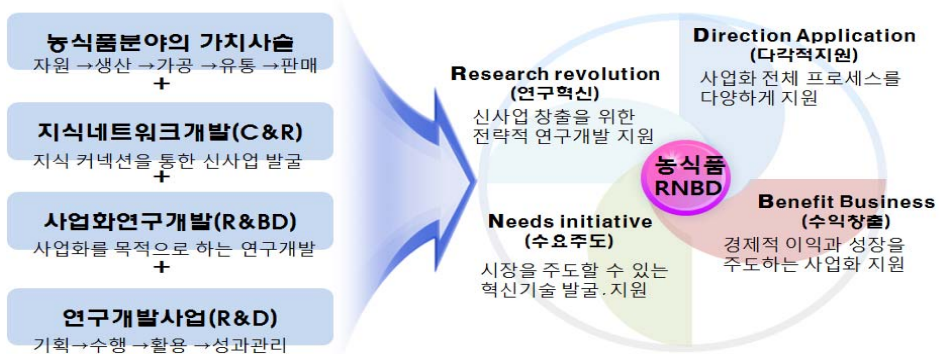 농식품분야의 가치사슬
자원→생산→가공→유통→판매
+
지식네트워크개발(C&R)
지식 커넥션을 통한 신사업 발굴
+
사업화연구개발(R&BD)
사업화를 목적으로 하는 연구개발
+
연구개발사업(R&D)
기획→수행→활용→성과관리
Research revolution
(연구혁신)
신사업 창출을 위한
전략적 연구개발 지원
Direction Application
(다각적지원)
사업화 전체 프로세스를
다양하게 지원
농식품
RNBD
Needs initiative
(수요주도)
시장을 주도할 수 있는
혁신기술 발굴.지원
Benefit Business
(수익창출)
경제적 이익과 성장을
주도하는 사업화 지원